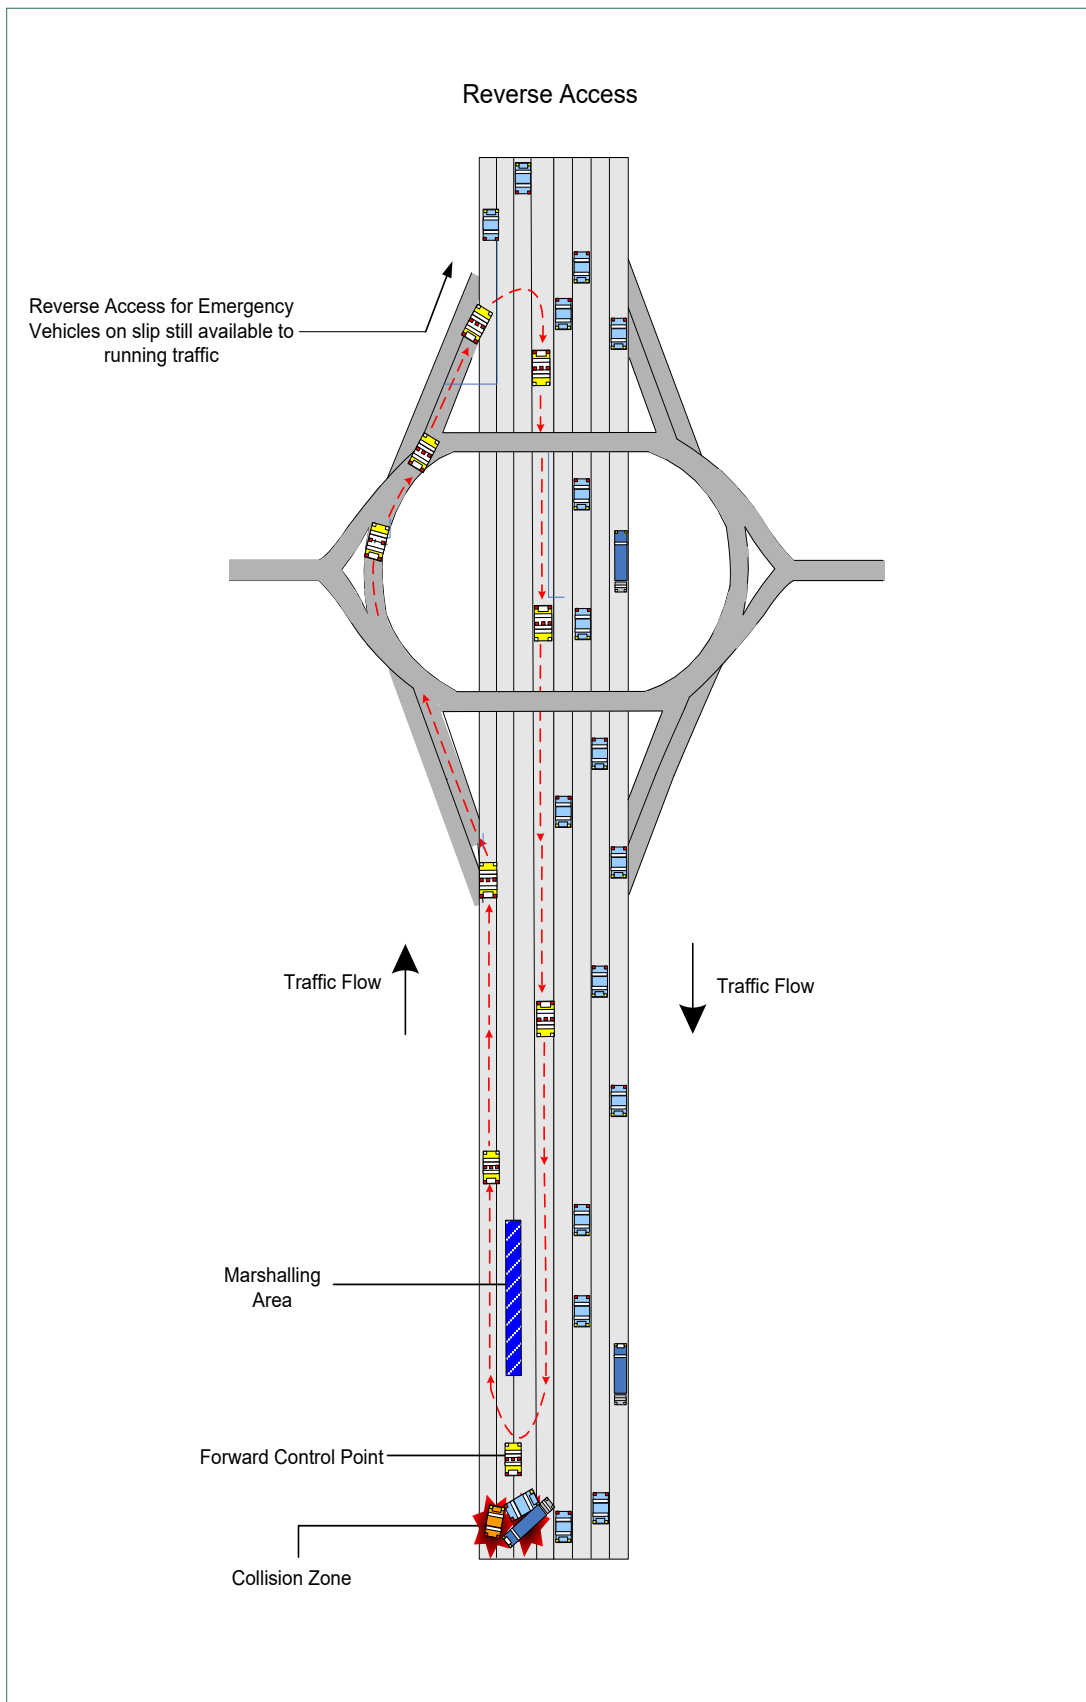 Reverse Access
Reverse Access for Emergency
Vehicles on slip still available to
running traffic
Traffic Flow
Traffic Flow
Marshalling
Area
Forward Control Point
Collision Zone